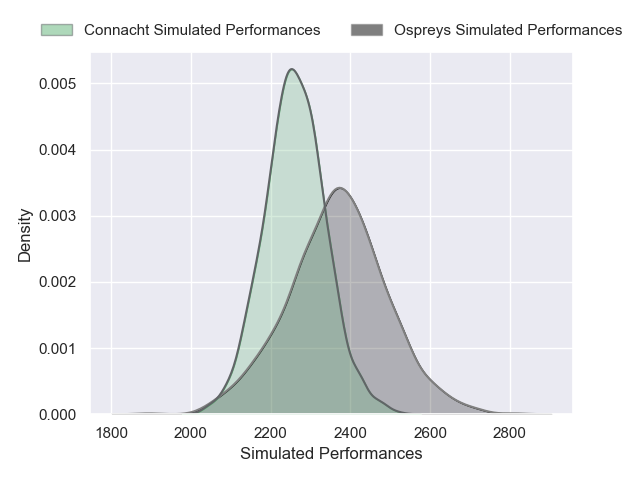 Connacht Simulated Performances Ospreys Simulated Performances
0.005
0.004
0.003
0.002
0.001
0.000
Density
1800 2000 2200 2400 2600 2800
Simulated Performances